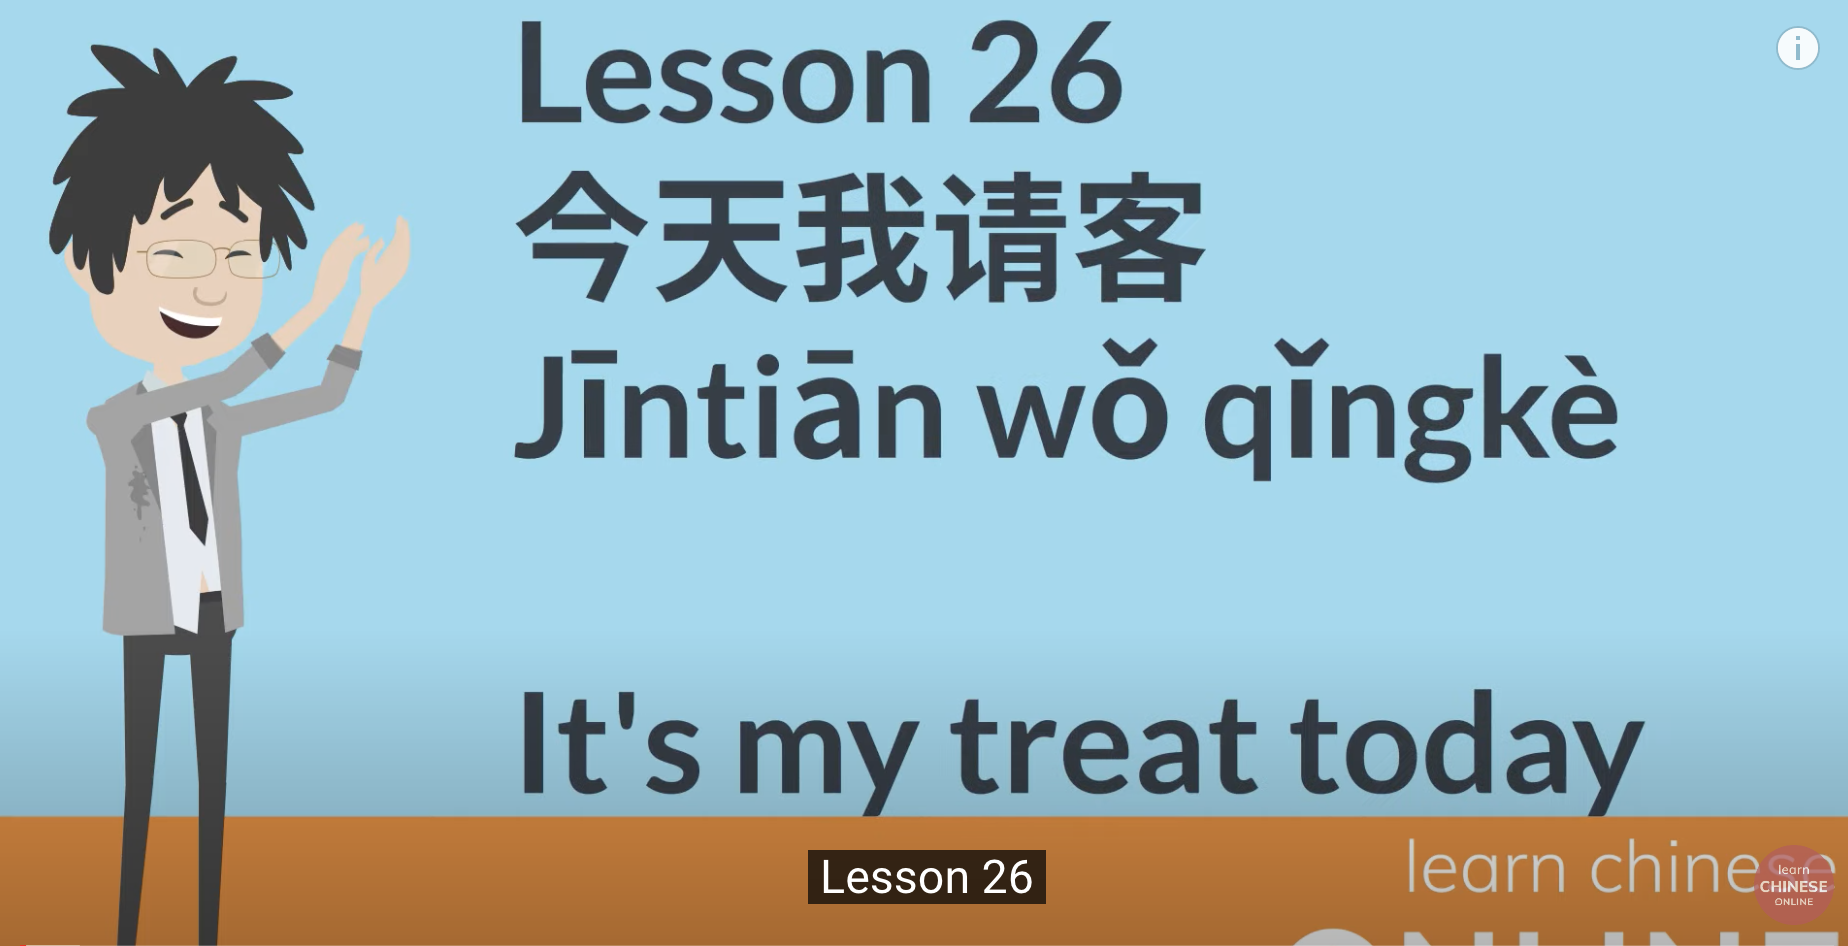 Lesson 26
今天我请客
Jīntiān wǒ qǐngkè
It's my treat today
Lesson 26
learn chinese
ONLINE
learn
CHINESE
ONLINE